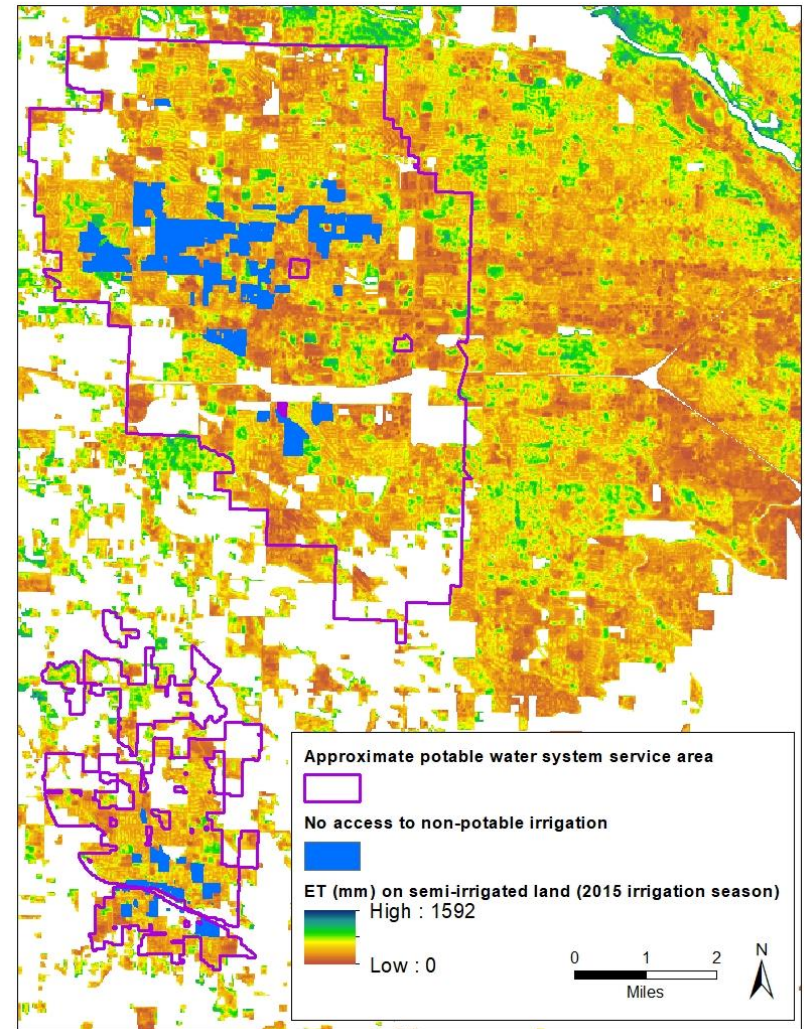 Approximate potable water system service area
No access to non-potable irrigation
ET (mm) on semi-irrigated land (2015 irrigation season)
High : 1592
Low : 0
0 1 2
Miles
N